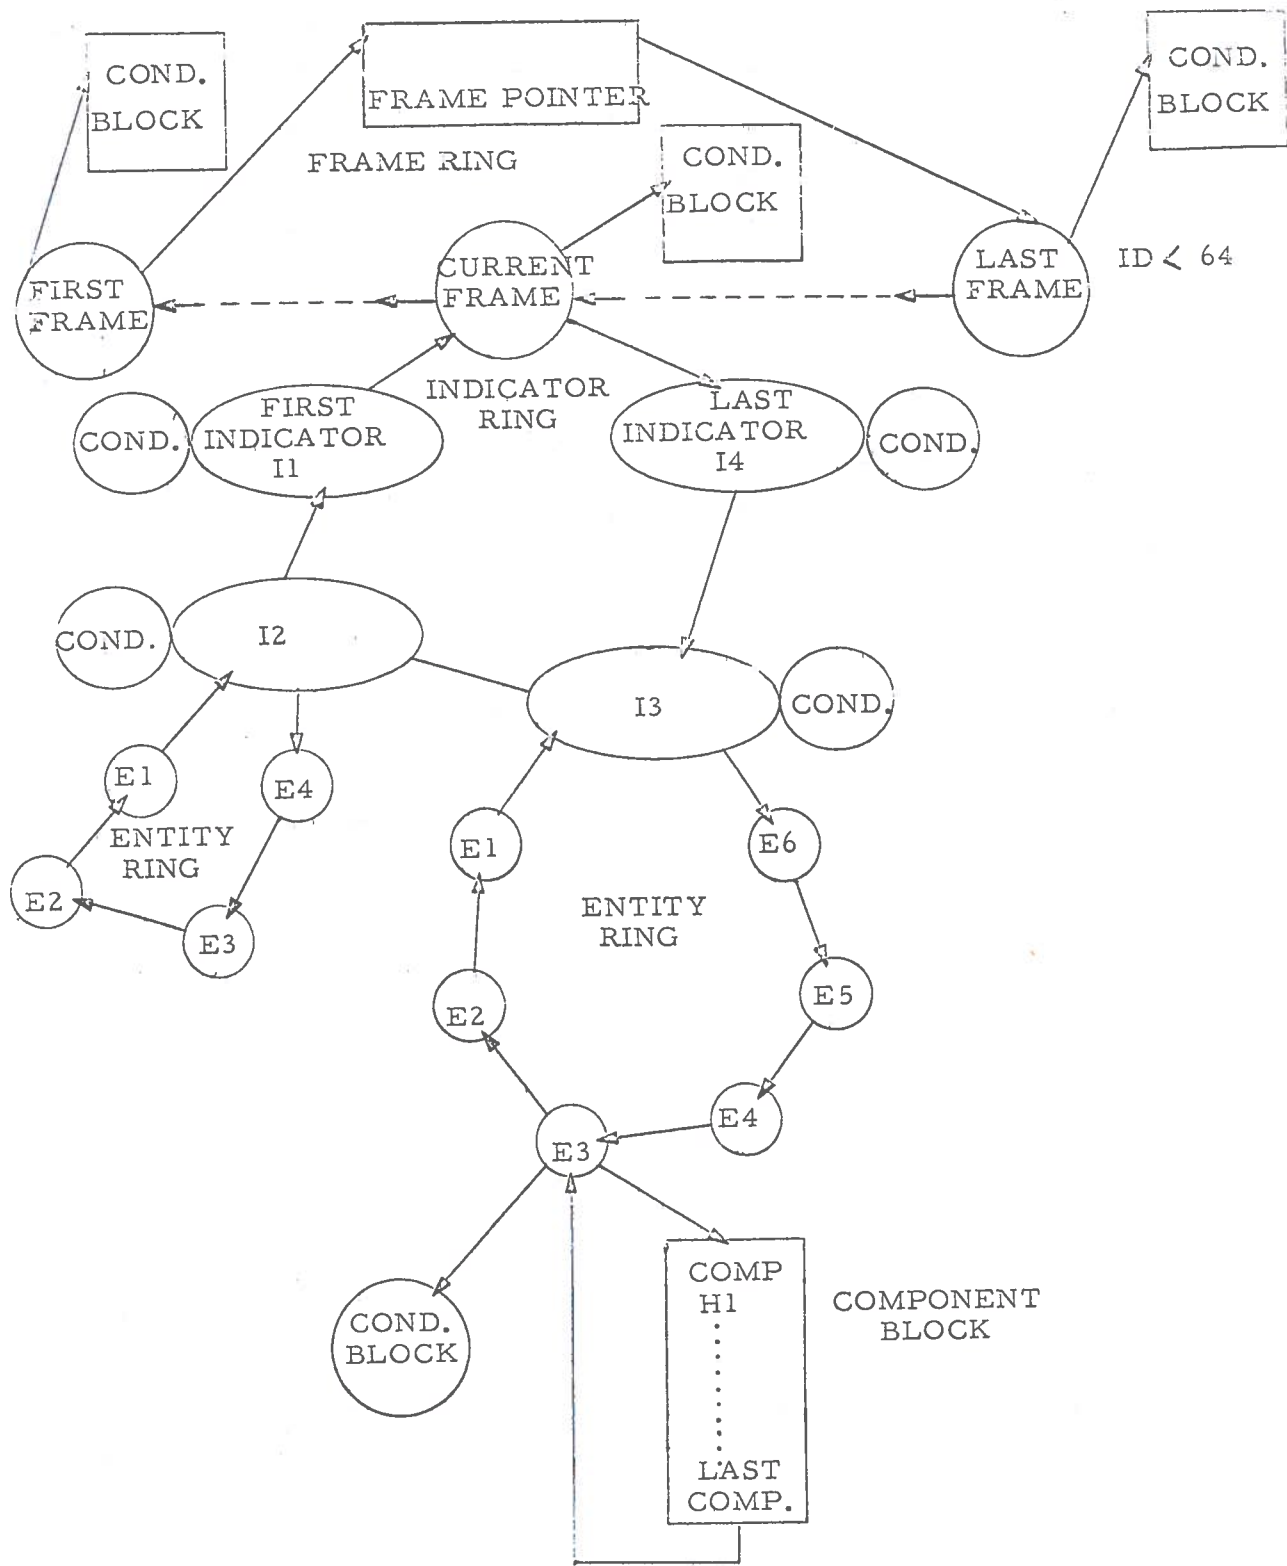 COND.
BLOCK
FRAME POINTER
COND.
BLOCK
FRAME RING
COND.
BLOCK
FIRST
FRAME
CURRENT
FRAME
LAST
FRAME
ID < 64
COND.
FIRST
INDICATOR
I1
INDICATOR
RING
LAST
INDICATOR
I4
COND.
COND.
I2
I3
COND.
E1
E4
ENTITY
RING
E2
E3
E1
E6
ENTITY
RING
E2
E5
E4
E3
COND.
BLOCK
COMP
H1
LAST
COMP.
COMPONENT
BLOCK